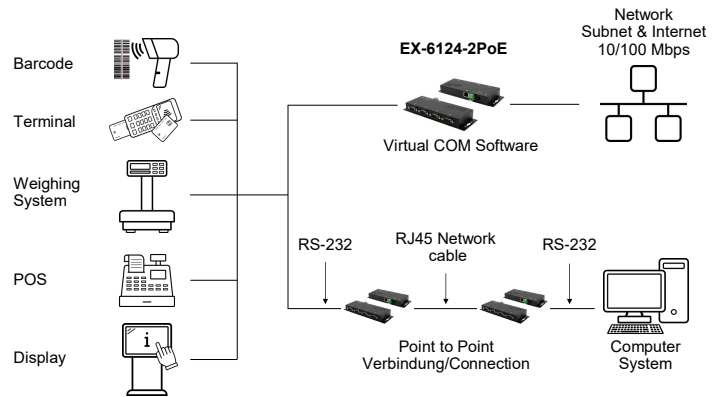 Barcode
Terminal
Weighing
System
POS
Display
EX-6124-2PoE
Virtual COM Software
Network
Subnet & Internet
10/100 Mbps
RS-232
RJ45 Network
cable
RS-232
Point to Point
Verbindung/Connection
Computer
System
i